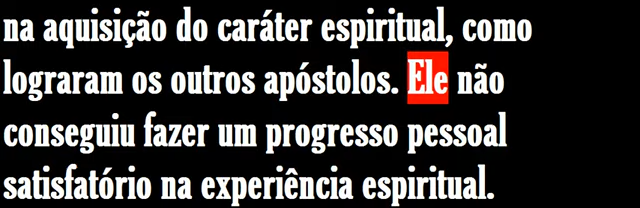 na aquisição do caráter espiritual, como
lograram os outros apóstolos. Ele não
conseguiu fazer um progresso pessoal
satisfatório na experiência espiritual.